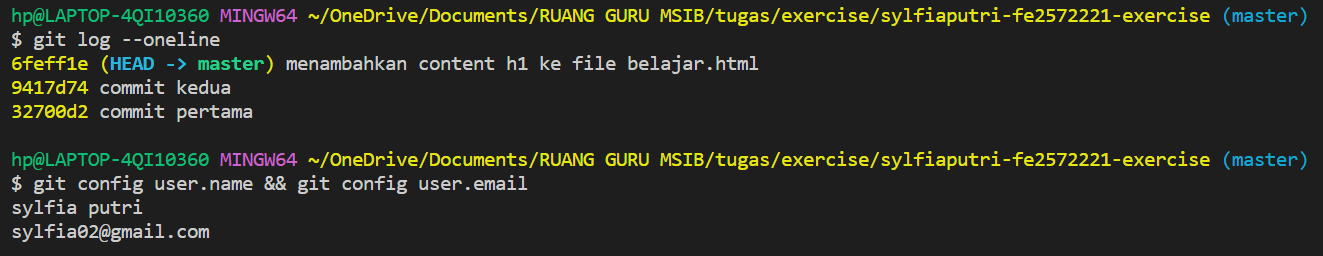 hp@LAPTOP-4QI10360 MINGW64 ~/OneDrive/Documents/RUANG GURU MSIB/tugas/exercise/sylfiaputri-fe2572221-exercise (master)
$ git log --oneline
6feff1e (HEAD -> master) menambahkan content h1 ke file belajar.html
9417d74 commit kedua
32700d2 commit pertama
hp@LAPTOP-4QI10360 MINGW64 ~/OneDrive/Documents/RUANG GURU MSIB/tugas/exercise/sylfiaputri-fe2572221-exercise (master)
$ git config user.name && git config user.email
sylfia putri
sylfia02@gmail.com